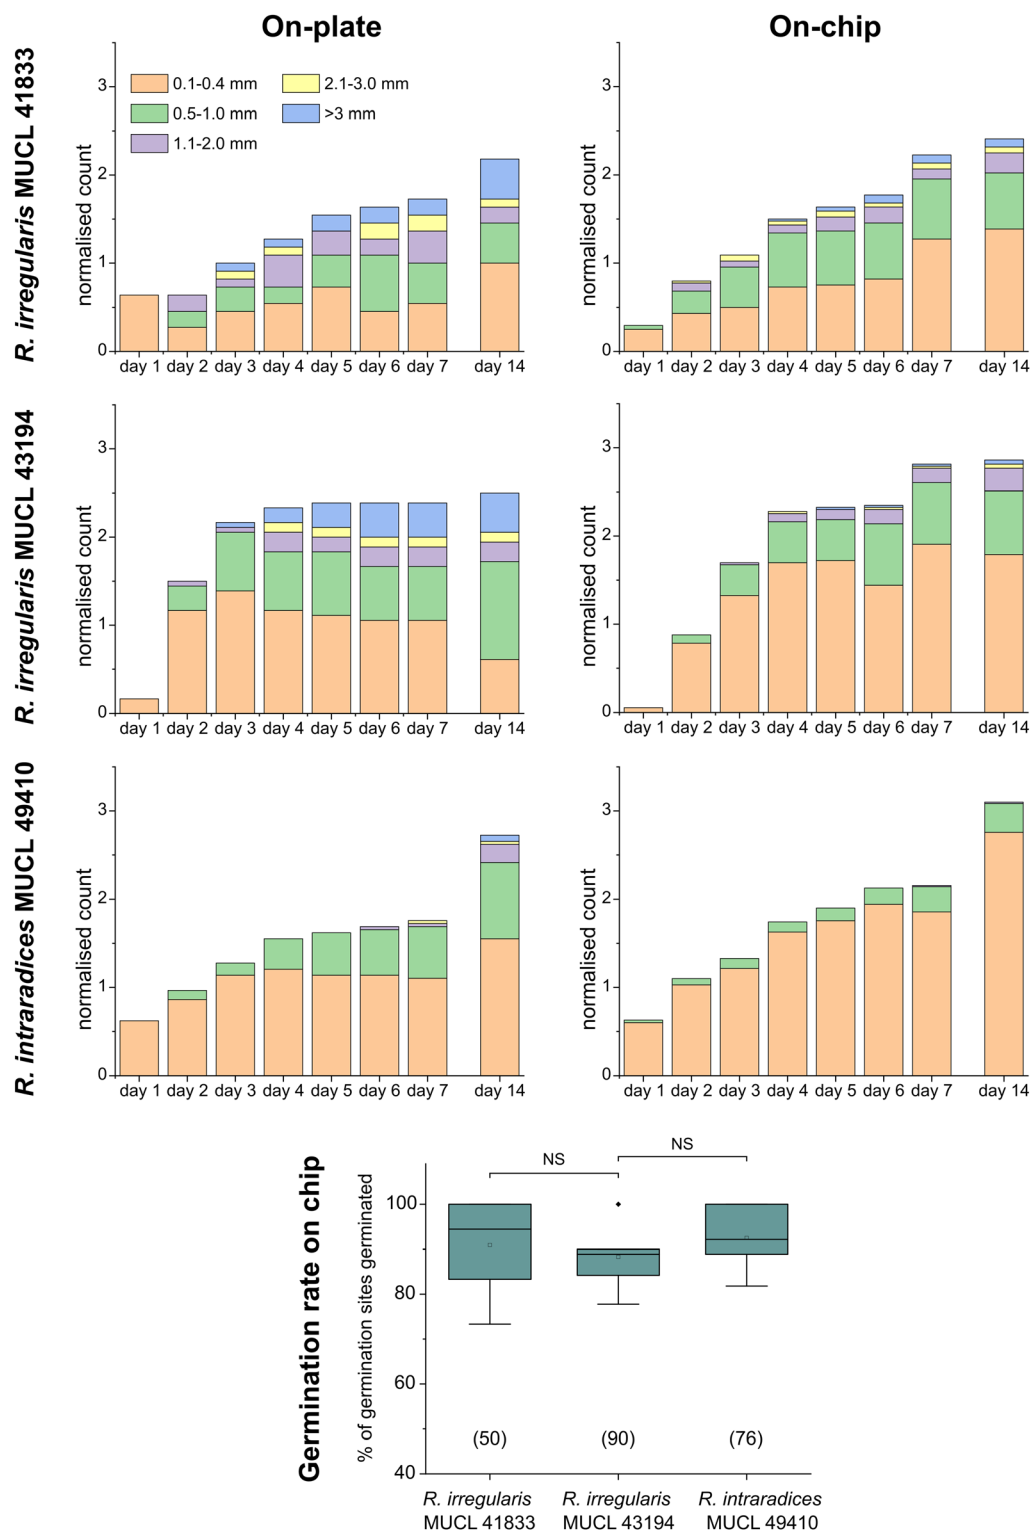 On-plate
On-chip
R. irregularis MUCL 41833
normalised count
3
2
1
0
0.1-0.4 mm
0.5-1.0 mm
1.1-2.0 mm
2.1-3.0 mm
>3 mm
day 1 day 2 day 3 day 4 day 5 day 6 day 7 day 14
normalised count
3
2
1
0
day 1 day 2 day 3 day 4 day 5 day 6 day 7 day 14
R. irregularis MUCL 43194
normalised count
3
2
1
0
day 1 day 2 day 3 day 4 day 5 day 6 day 7 day 14
normalised count
3
2
1
0
day 1 day 2 day 3 day 4 day 5 day 6 day 7 day 14
R. intraradices MUCL 49410
normalised count
3
2
1
0
day 1 day 2 day 3 day 4 day 5 day 6 day 7 day 14
normalised count
3
2
1
0
day 1 day 2 day 3 day 4 day 5 day 6 day 7 day 14
Germination rate on chip
% of germination sites germinated
100
80
60
40
NS
NS
(50)
(90)
(76)
R. irregularis
MUCL 41833
R. irregularis
MUCL 43194
R. intraradices
MUCL 49410